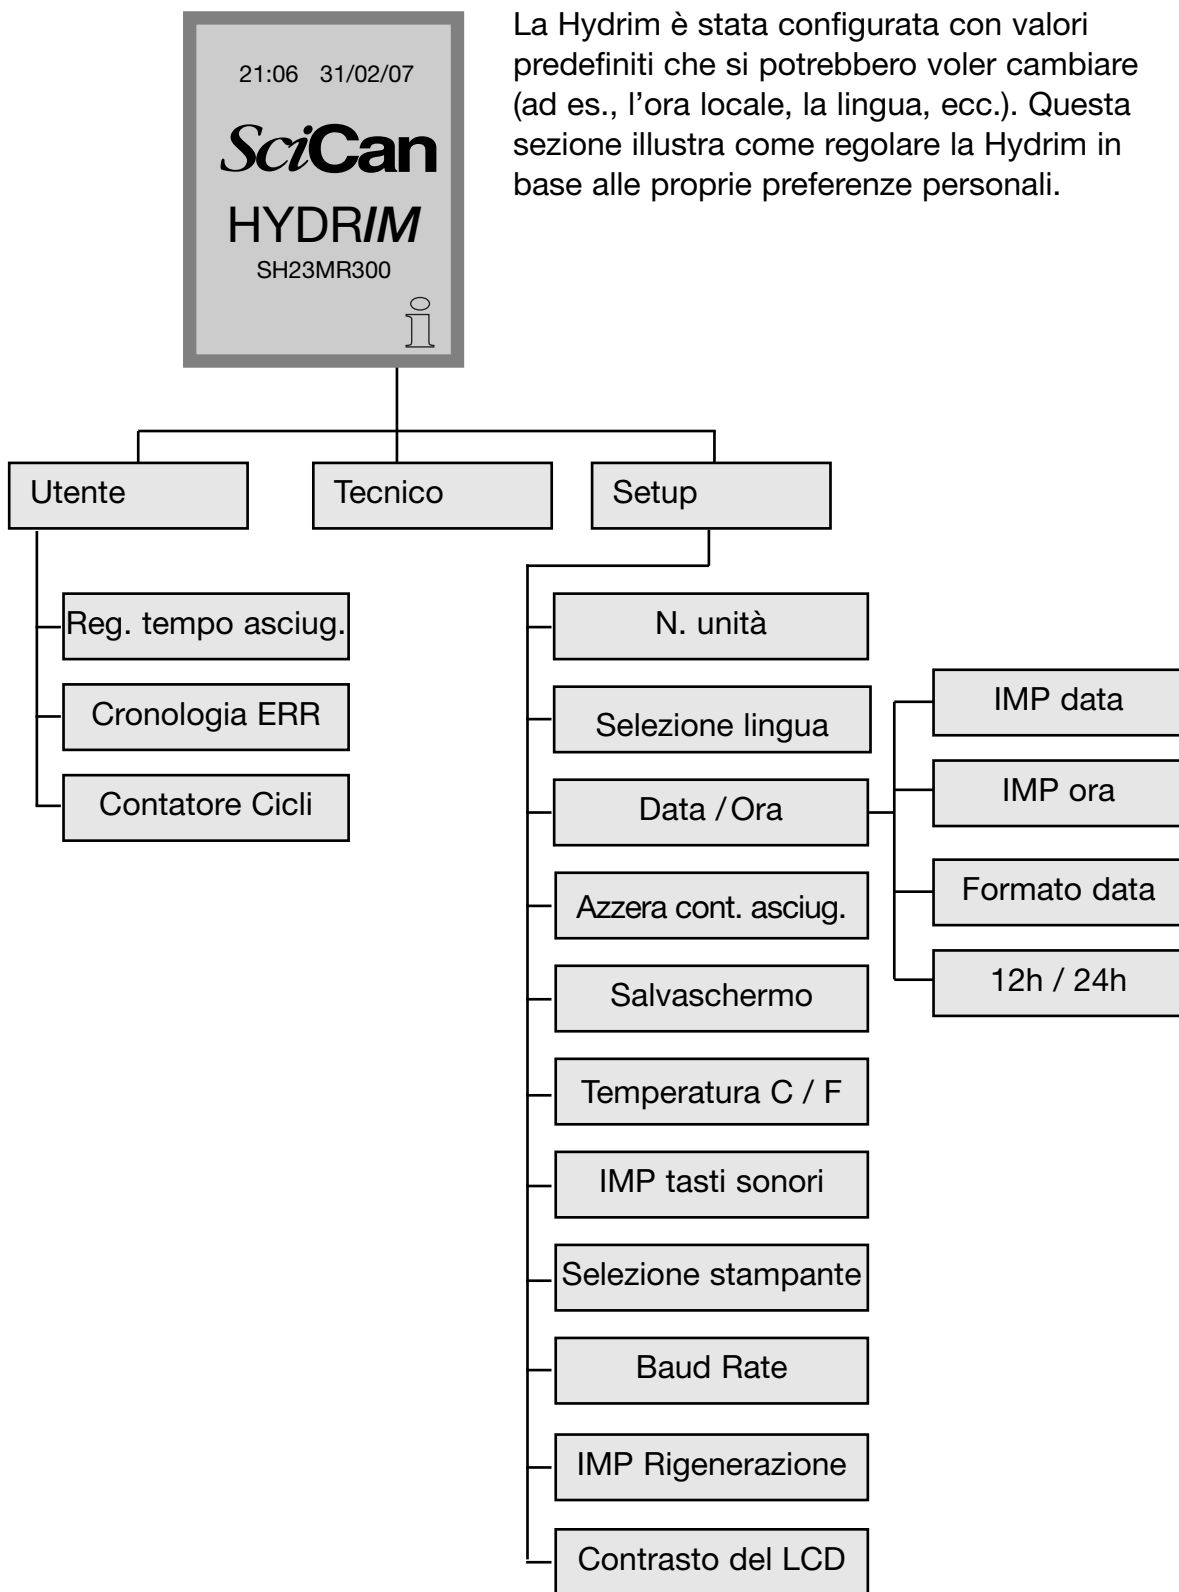 21:06 31/02/07
SciCan
HYDRIM
SH23MR300
i
La Hydrim è stata configurata con valori
predefiniti che si potrebbero voler cambiare
(ad es., l’ora locale, la lingua, ecc.). Questa
sezione illustra come regolare la Hydrim in
base alle proprie preferenze personali.
Utente
Tecnico
Setup
Reg. tempo asciug.
Cronologia ERR
Contatore Cicli
N. unità
Selezione lingua
Data / Ora
Azzera cont. asciug.
Salvaschermo
Temperatura C / F
IMP tasti sonori
Selezione stampante
Baud Rate
IMP Rigenerazione
Contrasto del LCD
IMP data
IMP ora
Formato data
12h / 24h